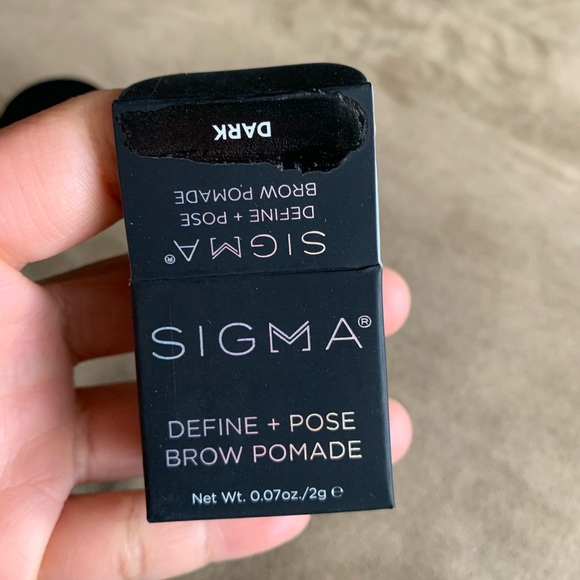 DARK
DEFINE + POSE
BROW POMADE
SIGMA®
SIGMA®
DEFINE + POSE
BROW POMADE
Net Wt. 0.07oz./2g ℮